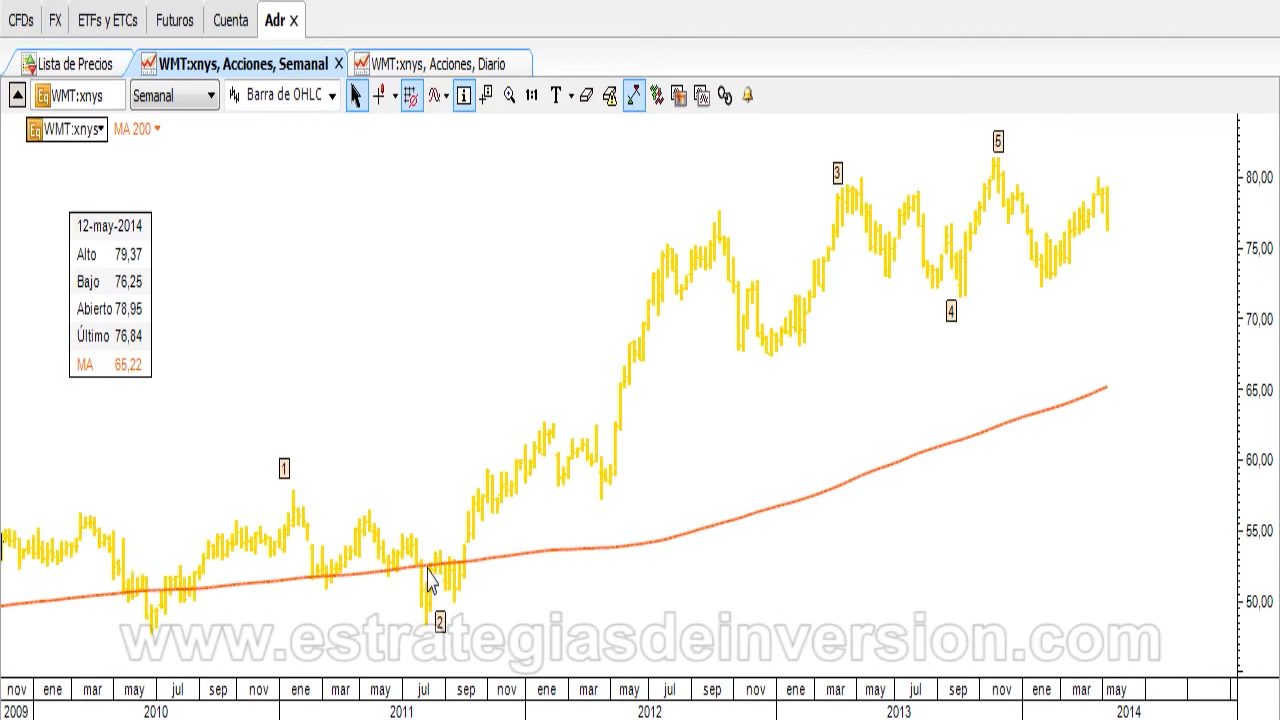 CFDs FX ETFs y ETCs Futuros Cuenta Adr X
Lista de Precios WMT:xnys, Acciones, Semanal X WMT:xnys, Acciones, Diario
Eq WMT:xnys Semanal Barra de OHLC 1:1 T
Eq WMT:xnys MA 200
12-may-2014
Alto 79,37
Bajo 76,25
Abierto 78,95
Último 76,84
MA 65,22
5
3
4
1
2
80,00
75,00
70,00
65,00
60,00
55,00
50,00
www.estrategiasdeinversion.com
nov ene mar may jul sep nov ene mar may jul sep nov ene mar may jul sep nov ene mar may jul sep nov ene mar may
2009 2010 2011 2012 2013 2014